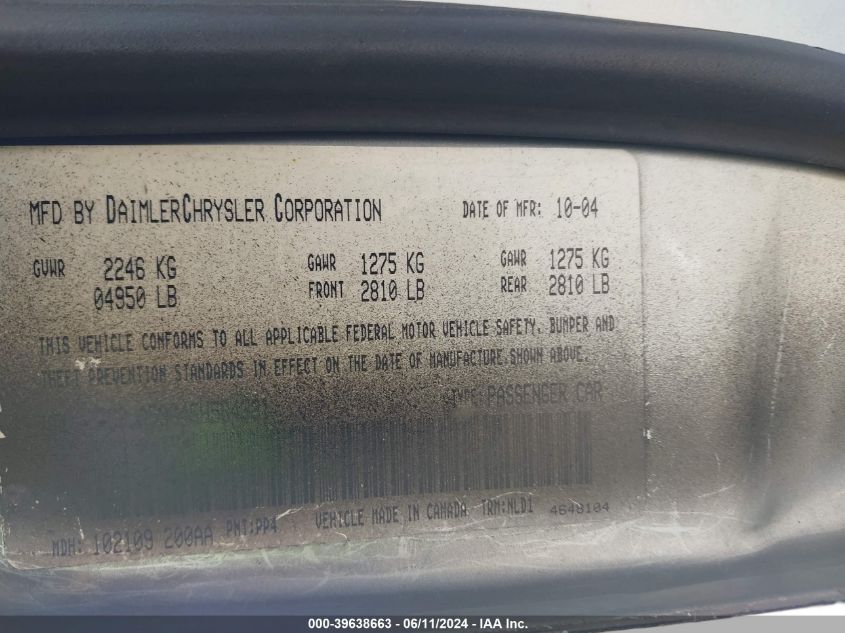 MFD BY DAIMLERCHRYSLER CORPORATION DATE OF MFR: 10-04
GVWR 2246 KG GAWR 1275 KG GAWR 1275 KG
04950 LB FRONT 2810 LB REAR 2810 LB
THIS VEHICLE CONFORMS TO ALL APPLICABLE FEDERAL MOTOR VEHICLE SAFETY, BUMPER AND
THEFT PREVENTION STANDARDS IN EFFECT ON THE DATE OF MANUFACTURE SHOWN ABOVE.
TYPE: PASSENGER CAR
MDH: 102109 200AA PNT:PP4 VEHICLE MADE IN CANADA TRM:NLD1 4648104
000-39638663 - 06/11/2024 - IAA Inc.